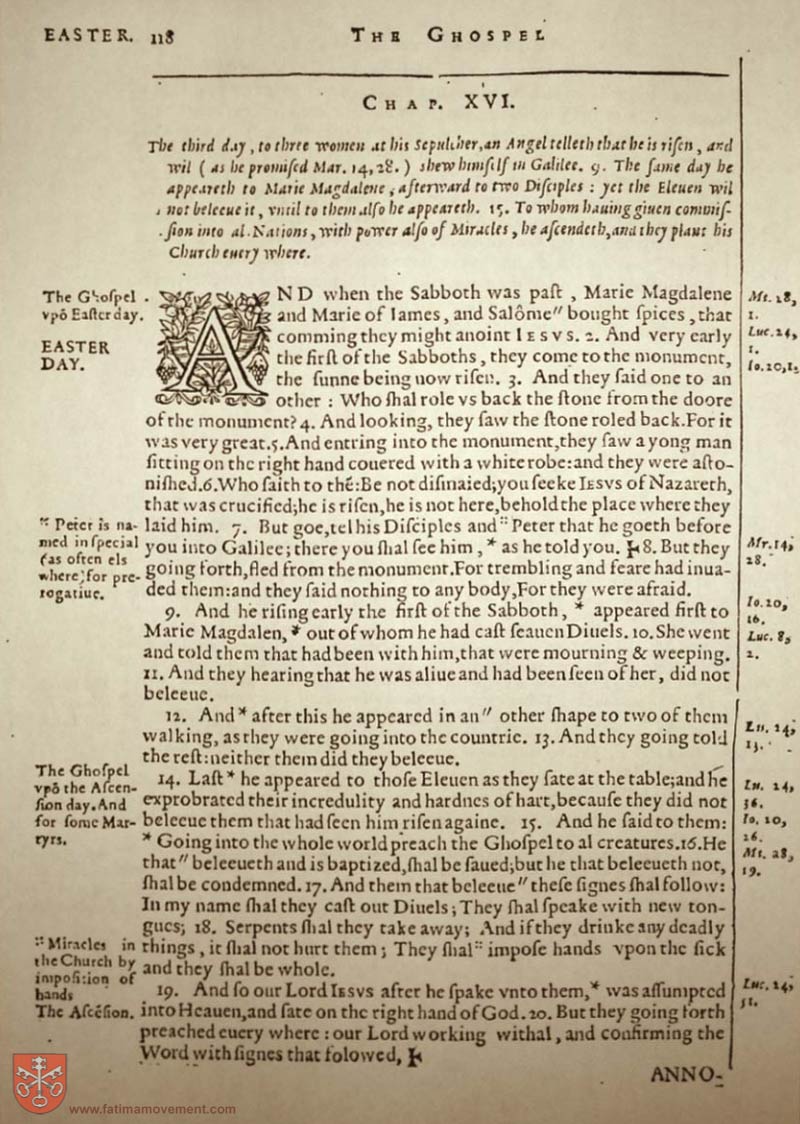 EASTER. 118 THE GHOSPEL
CHAP. XVI.
The third day, to three women at his Sepulcher, an Angel telleth that he is risen, and
wil (as he promiſed Mar. 14, 28.) shew himſelf in Galilee. 9. The ſame day he
appeareth to Marie Magdalene, afterward to two Diſciples: yet the Eleuen wil
not beleeue it, vntil to them alſo he appeareth. 15. To whom hauing giuen commiſ-
ſion into al Nations, with power alſo of Miracles, he aſcendeth, and they plant his
Church euery where.
The Ghoſpel
vpõ Eaſter day.
EASTER
DAY.
AND when the Sabboth was paſt, Marie Magdalene
and Marie of Iames, and Salôme" bought ſpices, that
comming they might anoint IESVS. 2. And very early
the firſt of the Sabboths, they come to the monument,
the ſunne being now riſen. 3. And they ſaid one to an
other: Who ſhal role vs back the ſtone from the doore
of the monument? 4. And looking, they ſaw the ſtone roled back. For it
was very great. 5. And entring into the monument, they ſaw a yong man
ſitting on the right hand couered with a white robe: and they were aſto-
niſhed. 6. Who ſaith to thẽ: Be not diſmaied; you ſeeke IESVS of Nazareth,
that was crucified; he is riſen, he is not here, behold the place where they
laid him. 7. But goe, tel his Diſciples and :: Peter that he goeth before
you into Galilee; there you ſhal ſee him, * as he told you. ⁜ 8. But they
going forth, fled from the monument. For trembling and feare had inua-
ded them: and they ſaid nothing to any body, For they were afraid.
9. And he riſing early the firſt of the Sabboth, * appeared firſt to
Marie Magdalen, * out of whom he had caſt ſeauen Diuels. 10. She went
and told them that had been with him, that were mourning & weeping.
11. And they hearing that he was aliue and had been ſeen of her, did not
beleeue.
12. And * after this he appeared in an" other ſhape to two of them
walking, as they were going into the countrie. 13. And they going told
the reſt: neither them did they beleeue.
14. Laſt * he appeared to thoſe Eleuen as they ſate at the table; and he
exprobrated their incredulity and hardnes of hart, becauſe they did not
beleeue them that had ſeen him riſen againe. 15. And he ſaid to them:
* Going into the whole world preach the Ghoſpel to al creatures. 16. He
that" beleeueth and is baptized, ſhal be ſaued; but he that beleeueth not,
ſhal be condemned. 17. And them that beleeue" theſe ſignes ſhal follow:
In my name ſhal they caſt out Diuels; They ſhal ſpeake with new ton-
gues; 18. Serpents ſhal they take away; And if they drinke any deadly
things, it ſhal not hurt them; They ſhal :: impoſe hands vpon the ſick
and they ſhal be whole.
19. And ſo our Lord IESVS after he ſpake vnto them, * was aſſumpted
into Heauen, and ſate on the right hand of God. 20. But they going forth
preached euery where: our Lord working withal, and confirming the
Word with ſignes that folowed, ⁜
ANNO-
:: Peter is na-
med in ſpecial
(as often els
where) for pre-
rogatiue.
The Ghoſpel
vpõ the Aſcen-
ſion day. And
for ſome Mar-
tyrs.
:: Miracles in
the Church by
impoſition of
hands
The Aſcẽſion.
Mt. 28,
1.
Luc. 24,
1.
Io. 20, 1.
Mr. 14,
28.
Io. 20,
16.
Luc. 8,
2.
Lu. 24,
13.
Lu. 24,
36.
Io. 20,
26.
Mt. 28,
19.
Luc. 24,
51.
www.fatimamovement.com